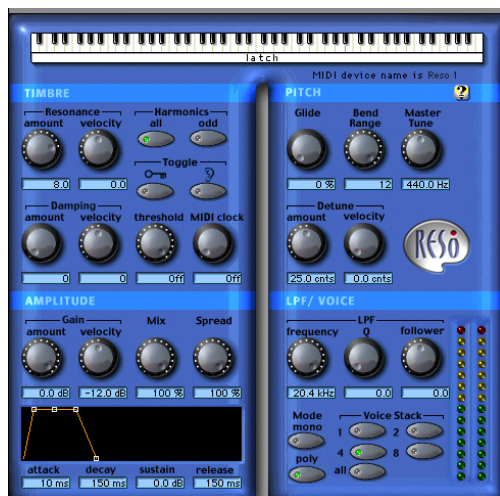 latch
MIDI device name is Reso 1
TIMBRE
Resonance
amount velocity
8.0 0.0
Harmonics
all odd
Toggle
Damping
amount velocity threshold MIDI clock
0 0 Off Off
PITCH
?
Glide Bend Range Master Tune
0 % 12 440.0 Hz
Detune
amount velocity
25.0 cnts 0.0 cnts
RESO
AMPLITUDE
Gain
amount velocity Mix Spread
0.0 dB -12.0 dB 100 % 100 %
attack decay sustain release
10 ms 150 ms 0.0 dB 150 ms
LPF/ VOICE
LPF
frequency Q follower
20.4 kHz 0.0 0.0
Mode
mono
poly
Voice Stack
1 2
4 8
all